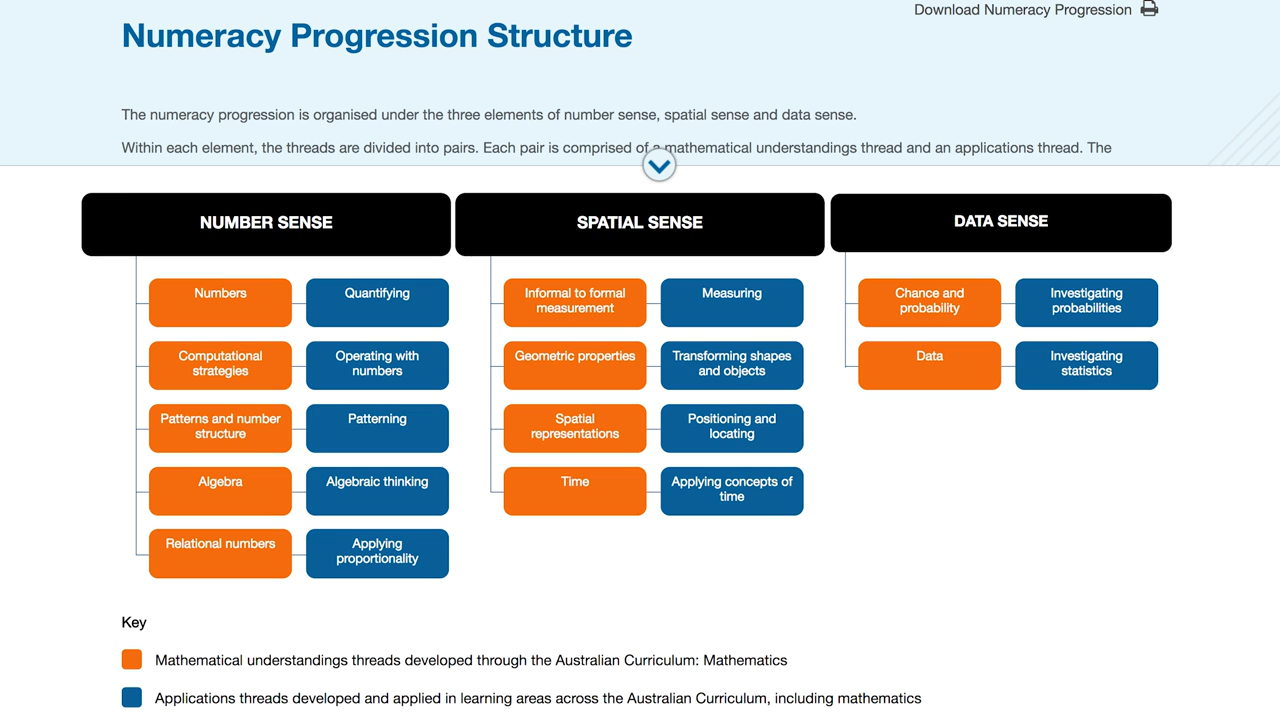 Download Numeracy Progression
Numeracy Progression Structure
The numeracy progression is organised under the three elements of number sense, spatial sense and data sense.
Within each element, the threads are divided into pairs. Each pair is comprised of a mathematical understandings thread and an applications thread. The
NUMBER SENSE
Numbers
Quantifying
Computational
strategies
Operating with
numbers
Patterns and number
structure
Patterning
Algebra
Algebraic thinking
Relational numbers
Applying
proportionality
SPATIAL SENSE
Informal to formal
measurement
Measuring
Geometric properties
Transforming shapes
and objects
Spatial
representations
Positioning and
locating
Time
Applying concepts of
time
DATA SENSE
Chance and
probability
Investigating
probabilities
Data
Investigating
statistics
Key
Mathematical understandings threads developed through the Australian Curriculum: Mathematics
Applications threads developed and applied in learning areas across the Australian Curriculum, including mathematics